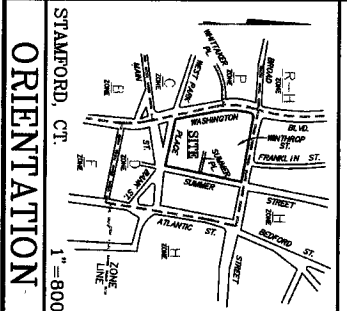 R-H
ZONE
BROAD
BLVD.
WINTHROP
ST.
FRANKLIN ST.
WHITTAKER
PL.
P
ZONE
WEST PARK
WASHINGTON
C
ZONE
SITE
PLACE
SUMMER
PL.
SUMMER
STREET
H
ZONE
BEDFORD
ST.
MAIN
ST.
B
ZONE
D
ZONE
BANK ST.
F
ZONE
ATLANTIC
ST.
H
ZONE
STREET
ZONE
LINE
STAMFORD, CT.
1"=800
ORIENTATION